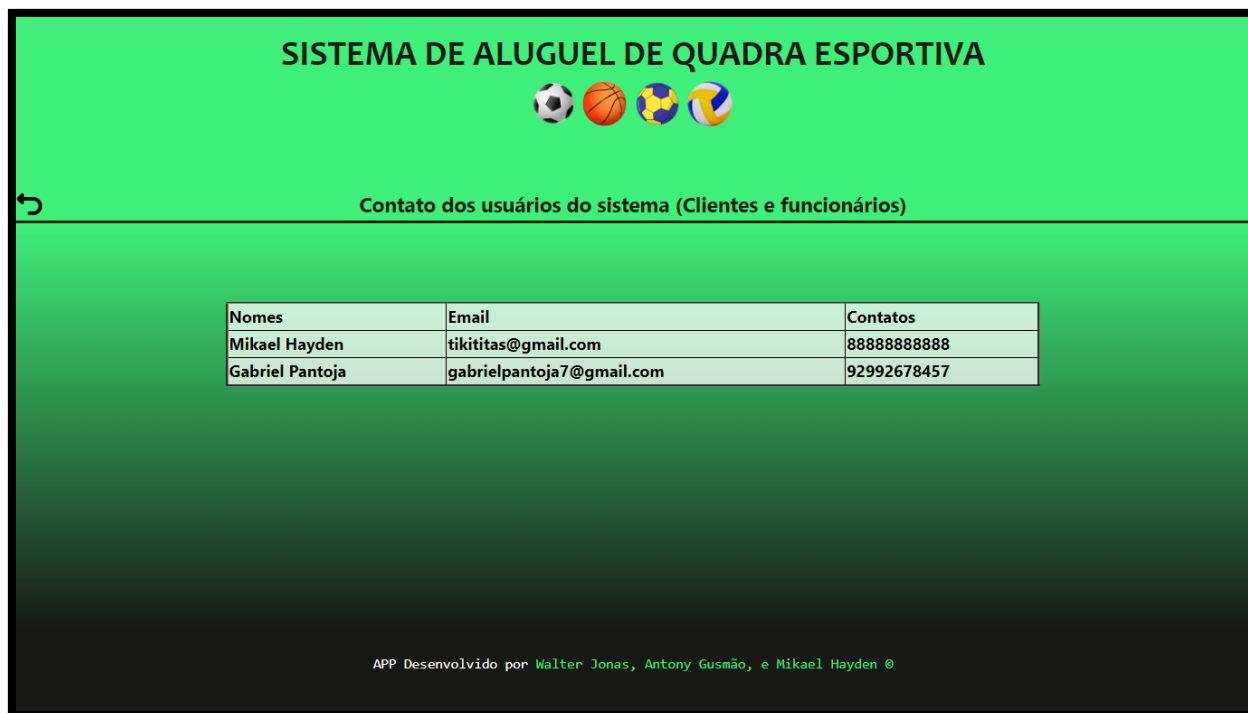 SISTEMA DE ALUGUEL DE QUADRA ESPORTIVA
Contato dos usuários do sistema (Clientes e funcionários)
Nomes Email Contatos
Mikael Hayden tikititas@gmail.com 88888888888
Gabriel Pantoja gabrielpantoja7@gmail.com 92992678457
APP Desenvolvido por Walter Jonas, Antony Gusmão, e Mikael Hayden ©